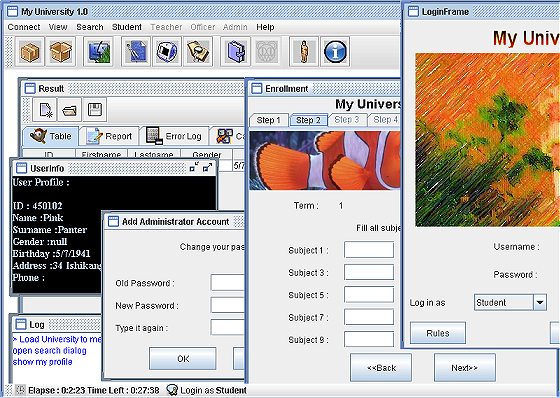 My University 1.0
Connect View Search Student Teacher Officer Admin Help
LoginFrame
My Univ
Username :
Password :
Log in as Student
Rules
Result
Table Report Error Log
ID Firstname Lastname Gender
5/7
Enrollment
My Univers
Step 1 Step 2 Step 3 Step 4
Term : 1
Fill all subje
Subject 1 :
Subject 3 :
Subject 5 :
Subject 7 :
Subject 9 :
<<Back Next>>
UserInfo
User Profile :
ID : 450102
Name :Pink
Surname :Panter
Gender :null
Birthday :5/7/1941
Address :34 Ishikang
Phone :
Add Administrator Account
Change your pas
Old Password :
New Password :
Type it again :
OK
Log
> Load University to me
open search dialog
show my profile
Elapse : 0:2:23 Time Left : 0:27:38 Login as Student